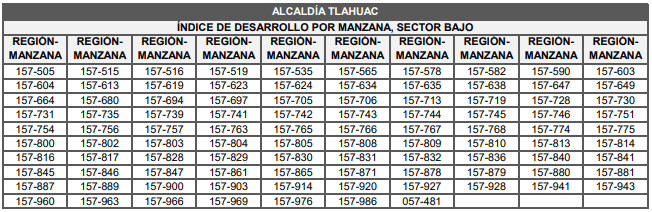 ALCALDÍA TLAHUAC
ÍNDICE DE DESARROLLO POR MANZANA, SECTOR BAJO
REGIÓN- REGIÓN- REGIÓN- REGIÓN- REGIÓN- REGIÓN- REGIÓN- REGIÓN- REGIÓN- REGIÓN-
MANZANA MANZANA MANZANA MANZANA MANZANA MANZANA MANZANA MANZANA MANZANA MANZANA
157-505 157-515 157-516 157-519 157-535 157-565 157-578 157-582 157-590 157-603
157-604 157-613 157-619 157-623 157-624 157-634 157-635 157-638 157-647 157-649
157-664 157-680 157-694 157-697 157-705 157-706 157-713 157-719 157-728 157-730
157-731 157-735 157-739 157-741 157-742 157-743 157-744 157-745 157-746 157-751
157-754 157-756 157-757 157-763 157-765 157-766 157-767 157-768 157-774 157-775
157-800 157-802 157-803 157-804 157-805 157-808 157-809 157-810 157-813 157-814
157-816 157-817 157-828 157-829 157-830 157-831 157-832 157-836 157-840 157-841
157-845 157-846 157-847 157-861 157-865 157-871 157-878 157-879 157-880 157-881
157-887 157-889 157-900 157-903 157-914 157-920 157-927 157-928 157-941 157-943
157-960 157-963 157-966 157-969 157-976 157-986 057-481